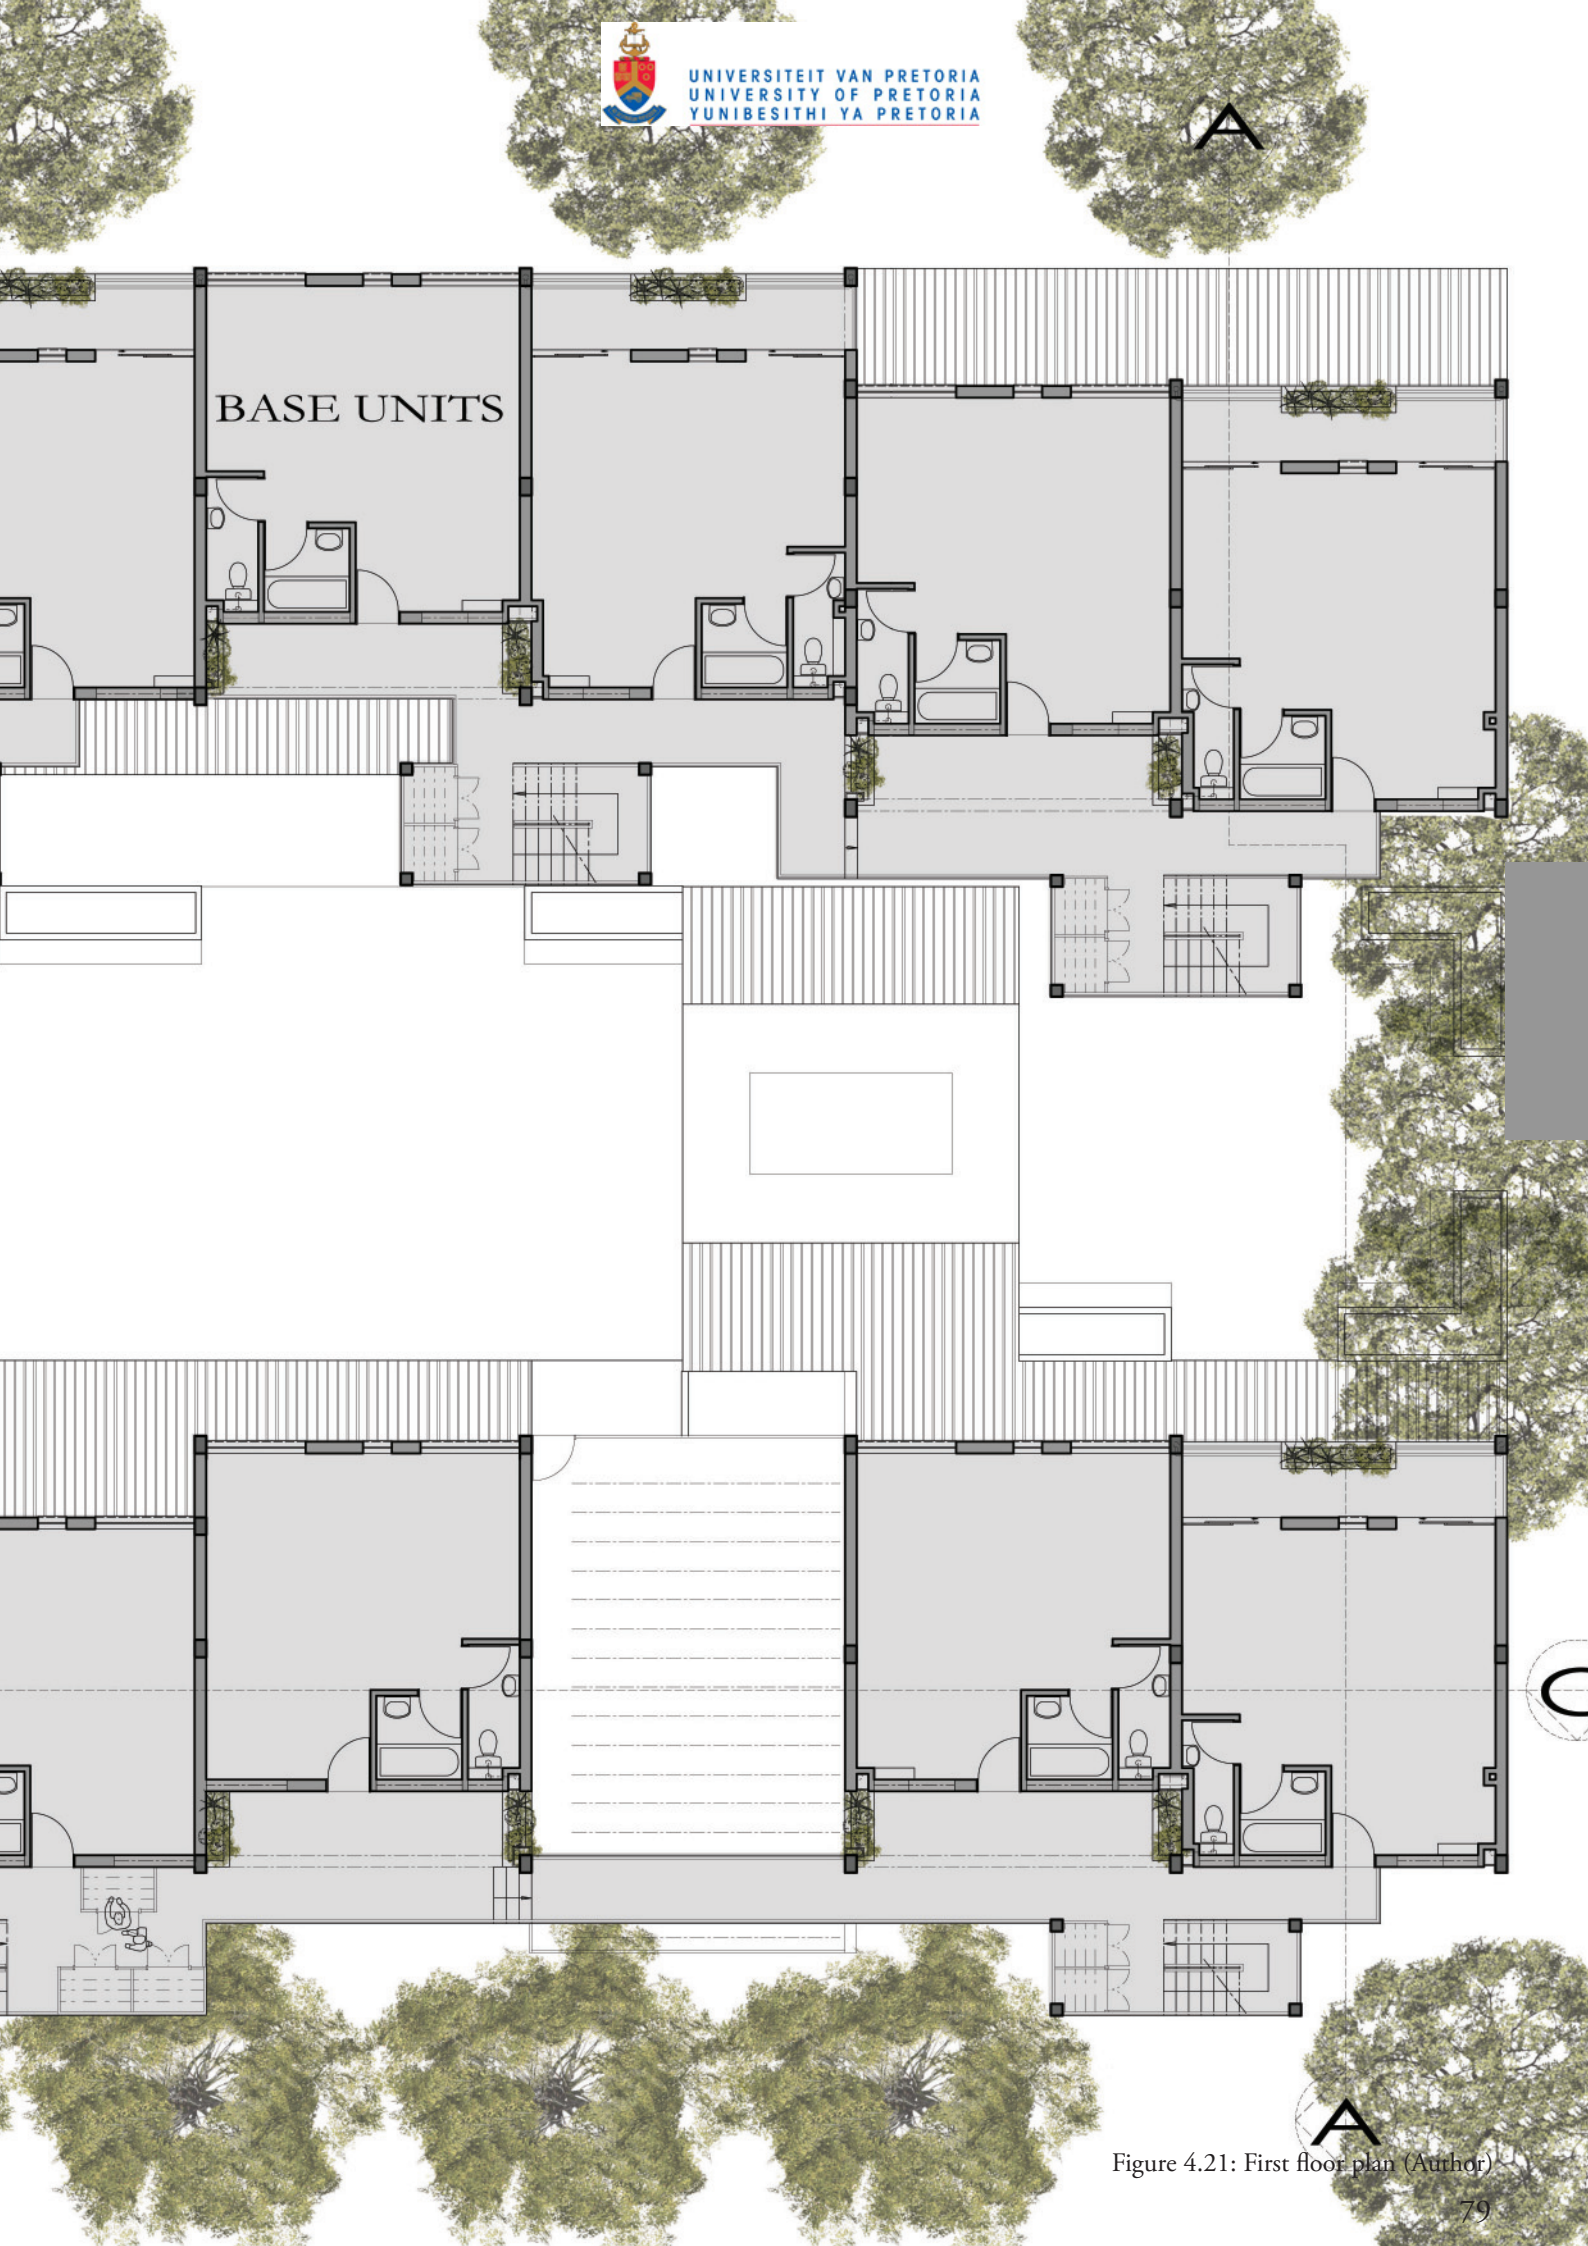 UNIVERSITEIT VAN PRETORIA
UNIVERSITY OF PRETORIA
YUNIBESITHI YA PRETORIA
A
BASE UNITS
C
A
Figure 4.21: First floor plan (Author)
79